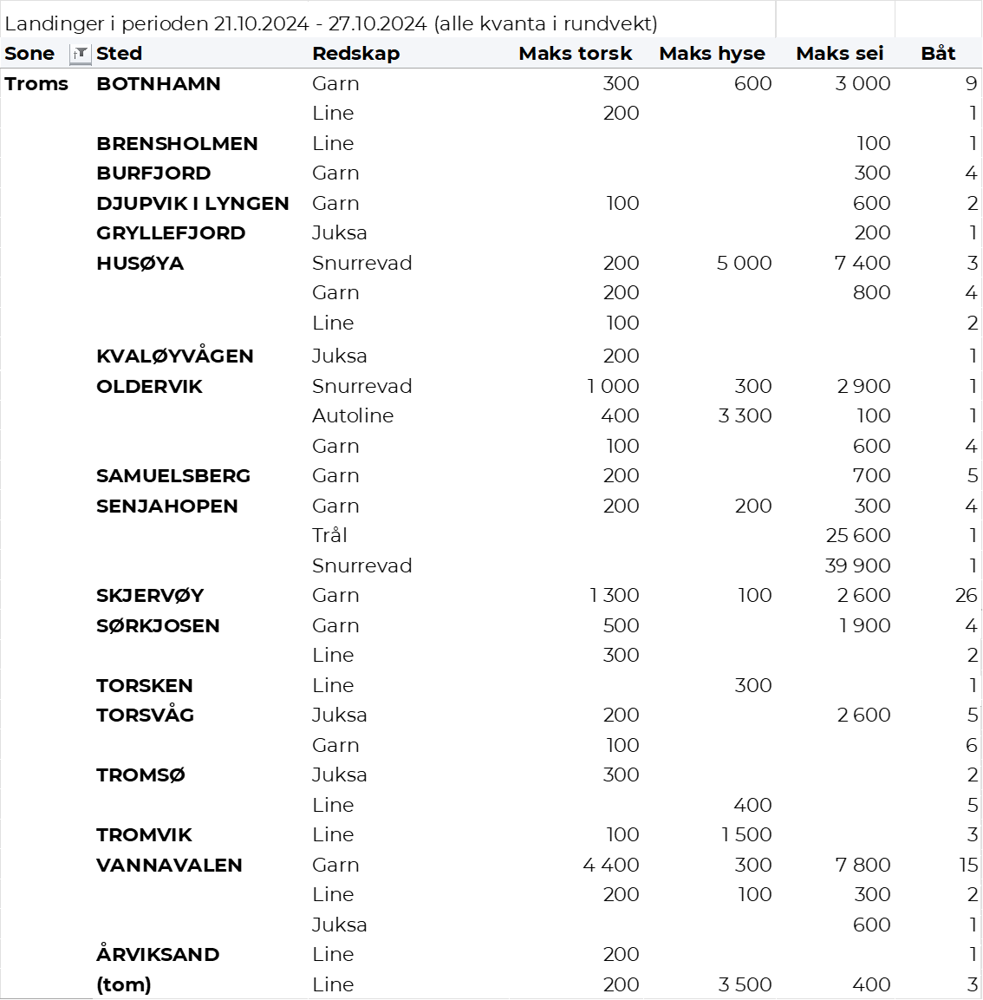 Landinger i perioden 21.10.2024 - 27.10.2024 (alle kvanta i rundvekt)
Sone Sted Redskap Maks torsk Maks hyse Maks sei Båt
Troms BOTNHAMN Garn 300 600 3 000 9
Line 200 1
BRENSHOLMEN Line 100 1
BURFJORD Garn 300 4
DJUPVIK I LYNGEN Garn 100 600 2
GRYLLEFJORD Juksa 200 1
HUSØYA Snurrevad 200 5 000 7 400 3
Garn 200 800 4
Line 100 2
KVALØYVÅGEN Juksa 200 1
OLDERVIK Snurrevad 1 000 300 2 900 1
Autoline 400 3 300 100 1
Garn 100 600 4
SAMUELSBERG Garn 200 700 5
SENJAHOPEN Garn 200 200 300 4
Trål 25 600 1
Snurrevad 39 900 1
SKJERVØY Garn 1 300 100 2 600 26
SØRKJOSEN Garn 500 1 900 4
Line 300 2
TORSKEN Line 300 1
TORSVÅG Juksa 200 2 600 5
Garn 100 6
TROMSØ Juksa 300 2
Line 400 5
TROMVIK Line 100 1 500 3
VANNAVALEN Garn 4 400 300 7 800 15
Line 200 100 300 2
Juksa 600 1
ÅRVIKSAND Line 200 1
(tom) Line 200 3 500 400 3